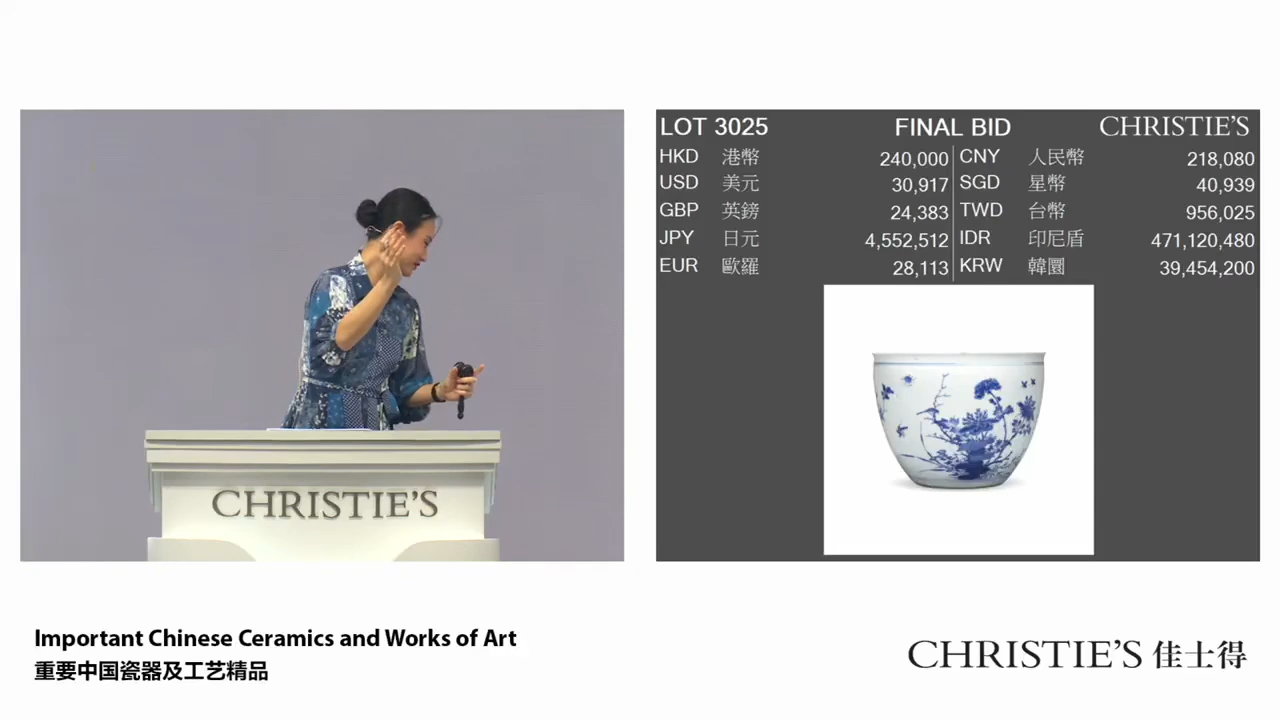 LOT 3025 FINAL BID CHRISTIE'S
HKD 港幣 240,000 CNY 人民幣 218,080
USD 美元 30,917 SGD 星幣 40,939
GBP 英鎊 24,383 TWD 台幣 956,025
JPY 日元 4,552,512 IDR 印尼盾 471,120,480
EUR 歐羅 28,113 KRW 韓圜 39,454,200
CHRISTIE'S
Important Chinese Ceramics and Works of Art
重要中国瓷器及工艺精品
CHRISTIE'S 佳士得